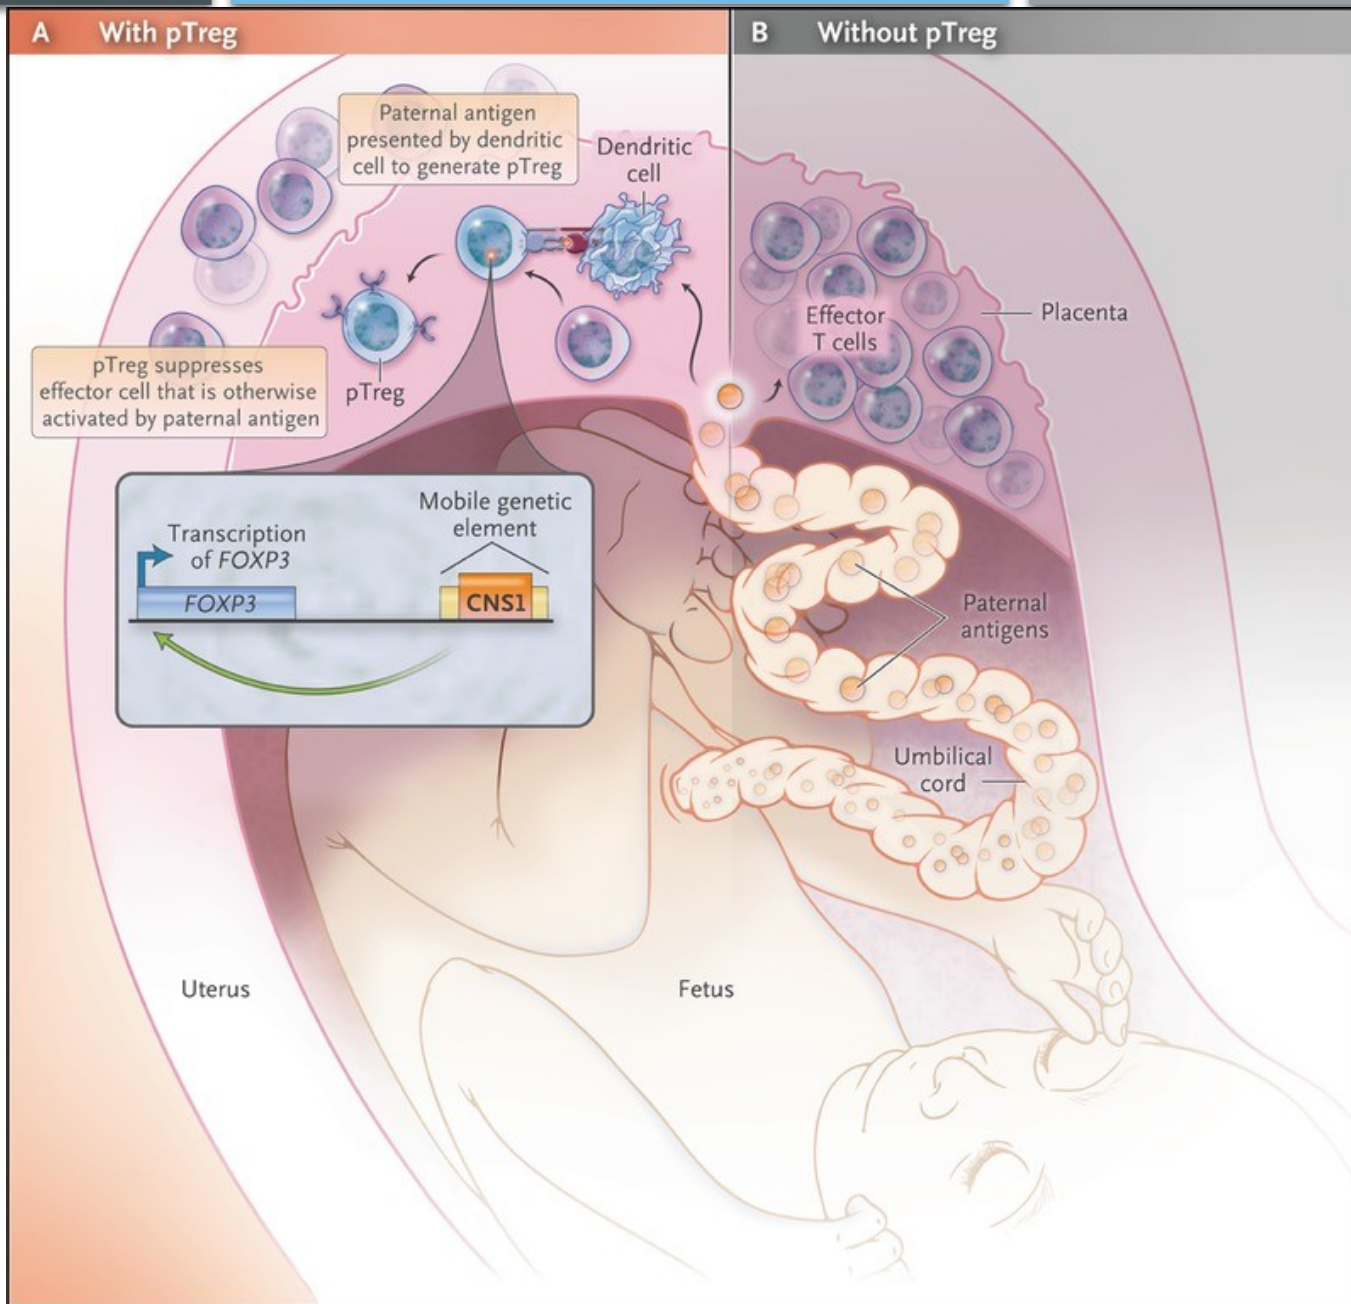 A With pTreg
B Without pTreg
Paternal antigen
presented by dendritic
cell to generate pTreg
Dendritic
cell
pTreg suppresses
effector cell that is otherwise
activated by paternal antigen
pTreg
Effector
T cells
Placenta
Transcription
of FOXP3
Mobile genetic
element
FOXP3
CNS1
Paternal
antigens
Umbilical
cord
Uterus
Fetus